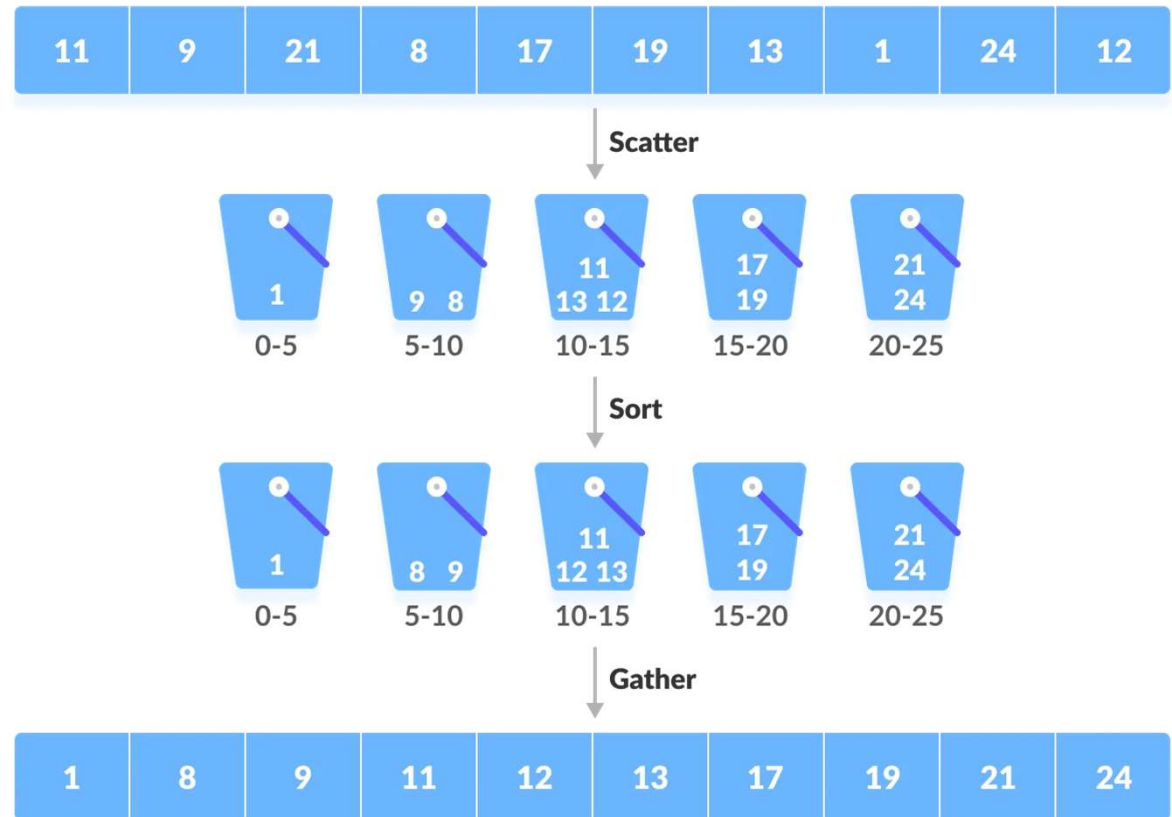 11 9 21 8 17 19 13 1 24 12
Scatter
11 17 21
1 9 8 13 12 19 24
0-5 5-10 10-15 15-20 20-25
Sort
11 17 21
1 8 9 12 13 19 24
0-5 5-10 10-15 15-20 20-25
Gather
1 8 9 11 12 13 17 19 21 24